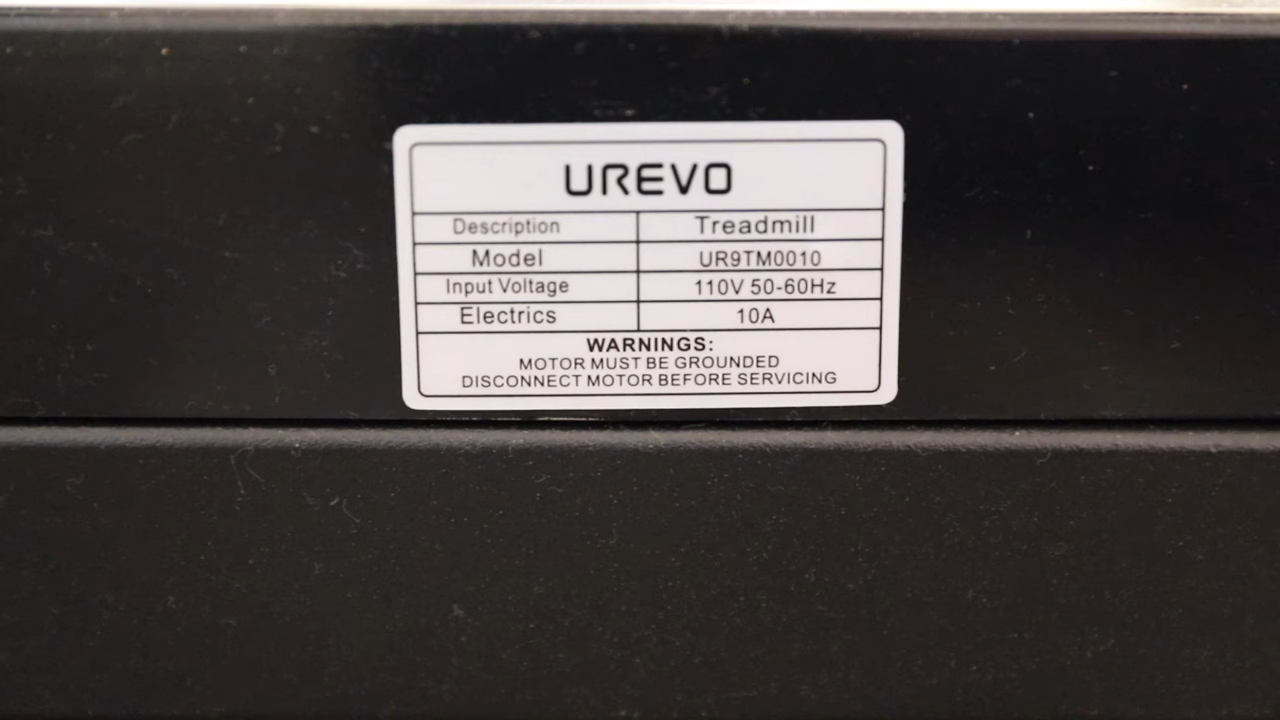 UREVO
Description Treadmill
Model UR9TM0010
Input Voltage 110V 50-60Hz
Electrics 10A
WARNINGS:
MOTOR MUST BE GROUNDED
DISCONNECT MOTOR BEFORE SERVICING